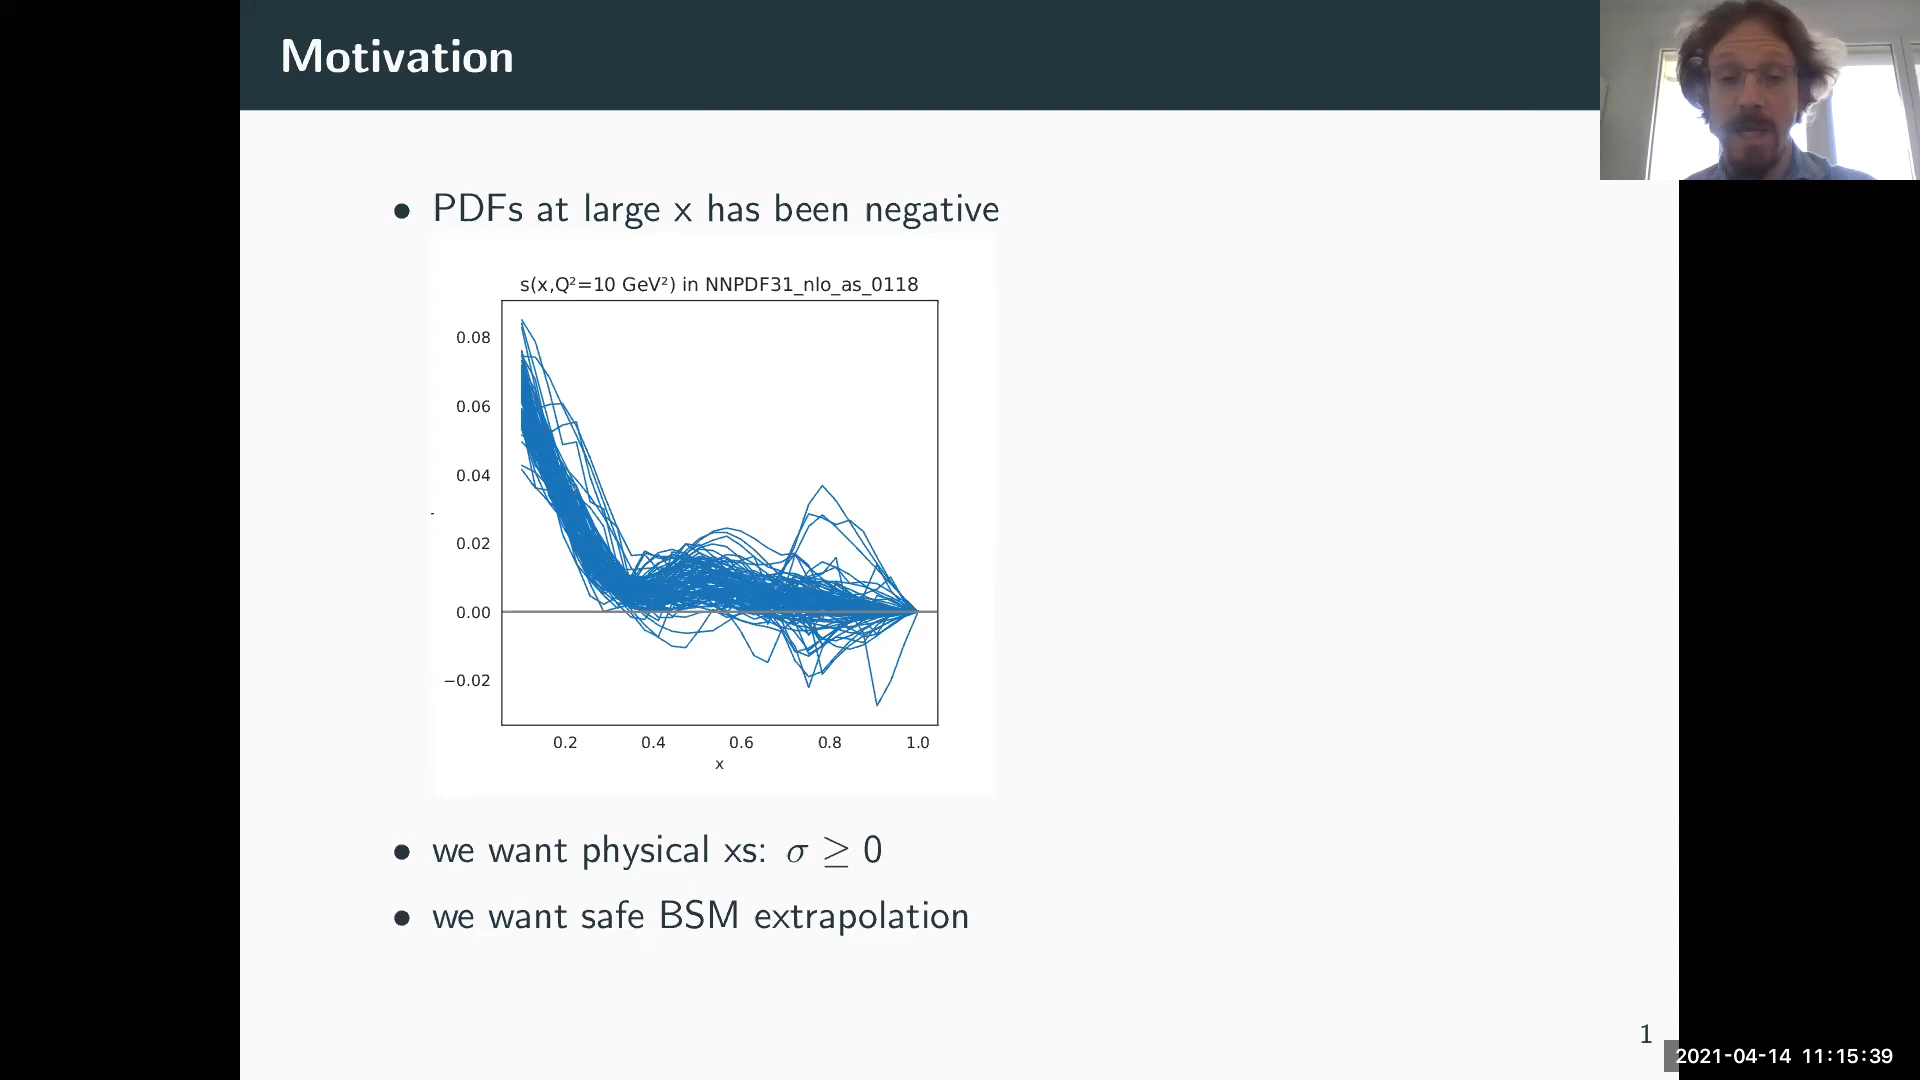 Motivation
• PDFs at large x has been negative
s(x,Q²=10 GeV²) in NNPDF31_nlo_as_0118
0.08
0.06
0.04
0.02
0.00
−0.02
0.2 0.4 0.6 0.8 1.0
x
• we want physical xs: σ ≥ 0
• we want safe BSM extrapolation
1
2021-04-14 11:15:39